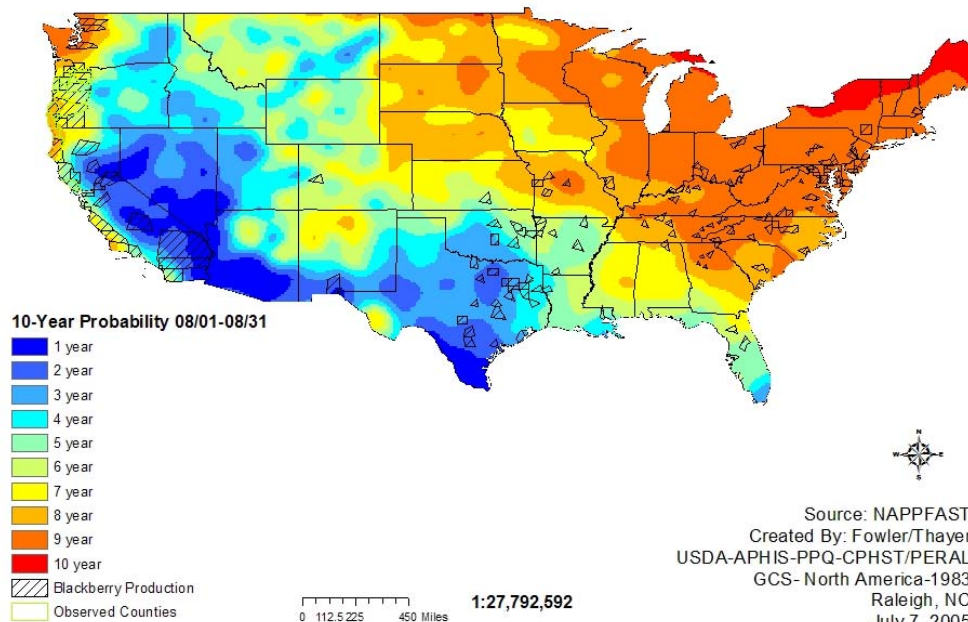 10-Year Probability 08/01-08/31
1 year
2 year
3 year
4 year
5 year
6 year
7 year
8 year
9 year
10 year
Blackberry Production
Observed Counties
0 112.5 225 450 Miles
1:27,792,592
N
W E
S
Source: NAPPFAST
Created By: Fowler/Thayer
USDA-APHIS-PPQ-CPHST/PERAL
GCS- North America-1983
Raleigh, NC
July 7, 2005